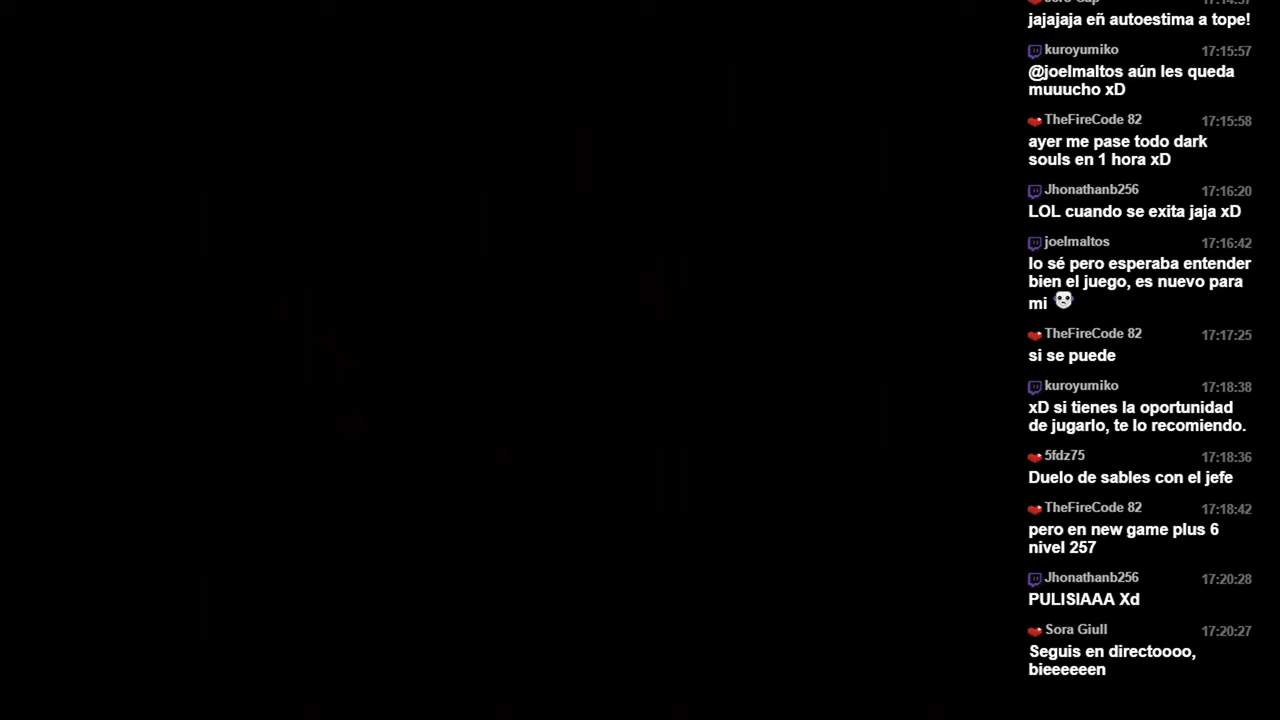 17:14:57
jajajaja eñ autoestima a tope!
kuroyumiko 17:15:57
@joelmaltos aún les queda
muuucho xD
TheFireCode 82 17:15:58
ayer me pase todo dark
souls en 1 hora xD
Jhonathanb256 17:16:20
LOL cuando se exita jaja xD
joelmaltos 17:16:42
lo sé pero esperaba entender
bien el juego, es nuevo para
mi
TheFireCode 82 17:17:25
si se puede
kuroyumiko 17:18:38
xD si tienes la oportunidad
de jugarlo, te lo recomiendo.
5fdz75 17:18:36
Duelo de sables con el jefe
TheFireCode 82 17:18:42
pero en new game plus 6
nivel 257
Jhonathanb256 17:20:28
PULISIAAA Xd
Sora Giull 17:20:27
Seguis en directoooo,
bieeeeeen